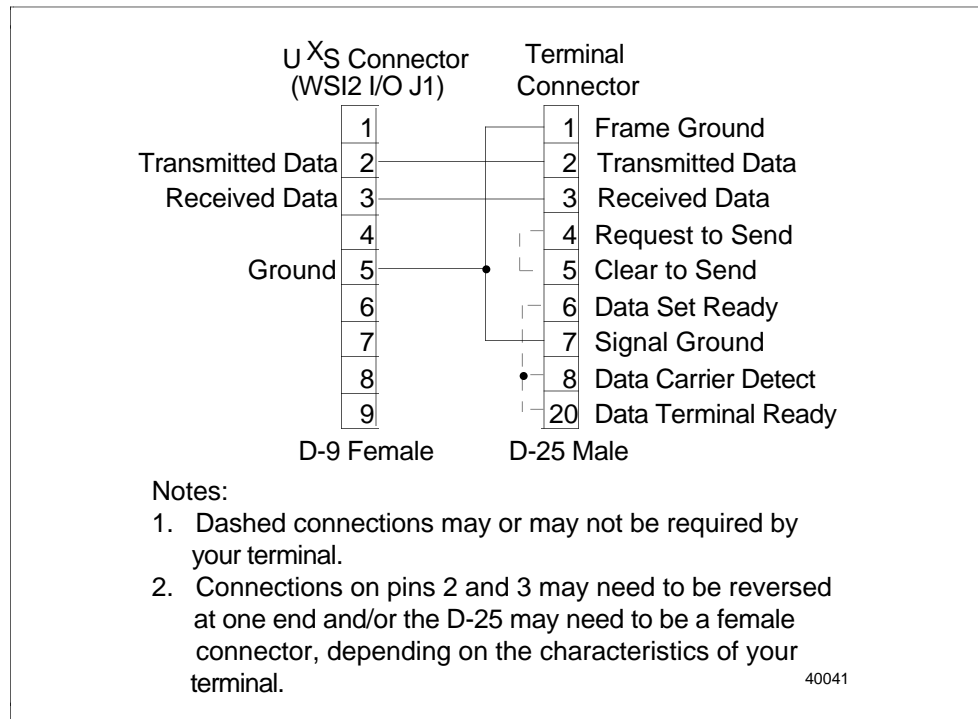 UXS Connector Terminal
(WSI2 I/O J1) Connector
1 1 Frame Ground
Transmitted Data 2 2 Transmitted Data
Received Data 3 3 Received Data
4 4 Request to Send
Ground 5 5 Clear to Send
6 6 Data Set Ready
7 7 Signal Ground
8 8 Data Carrier Detect
9 20 Data Terminal Ready
D-9 Female D-25 Male
Notes:
1. Dashed connections may or may not be required by
your terminal.
2. Connections on pins 2 and 3 may need to be reversed
at one end and/or the D-25 may need to be a female
connector, depending on the characteristics of your
terminal.
40041